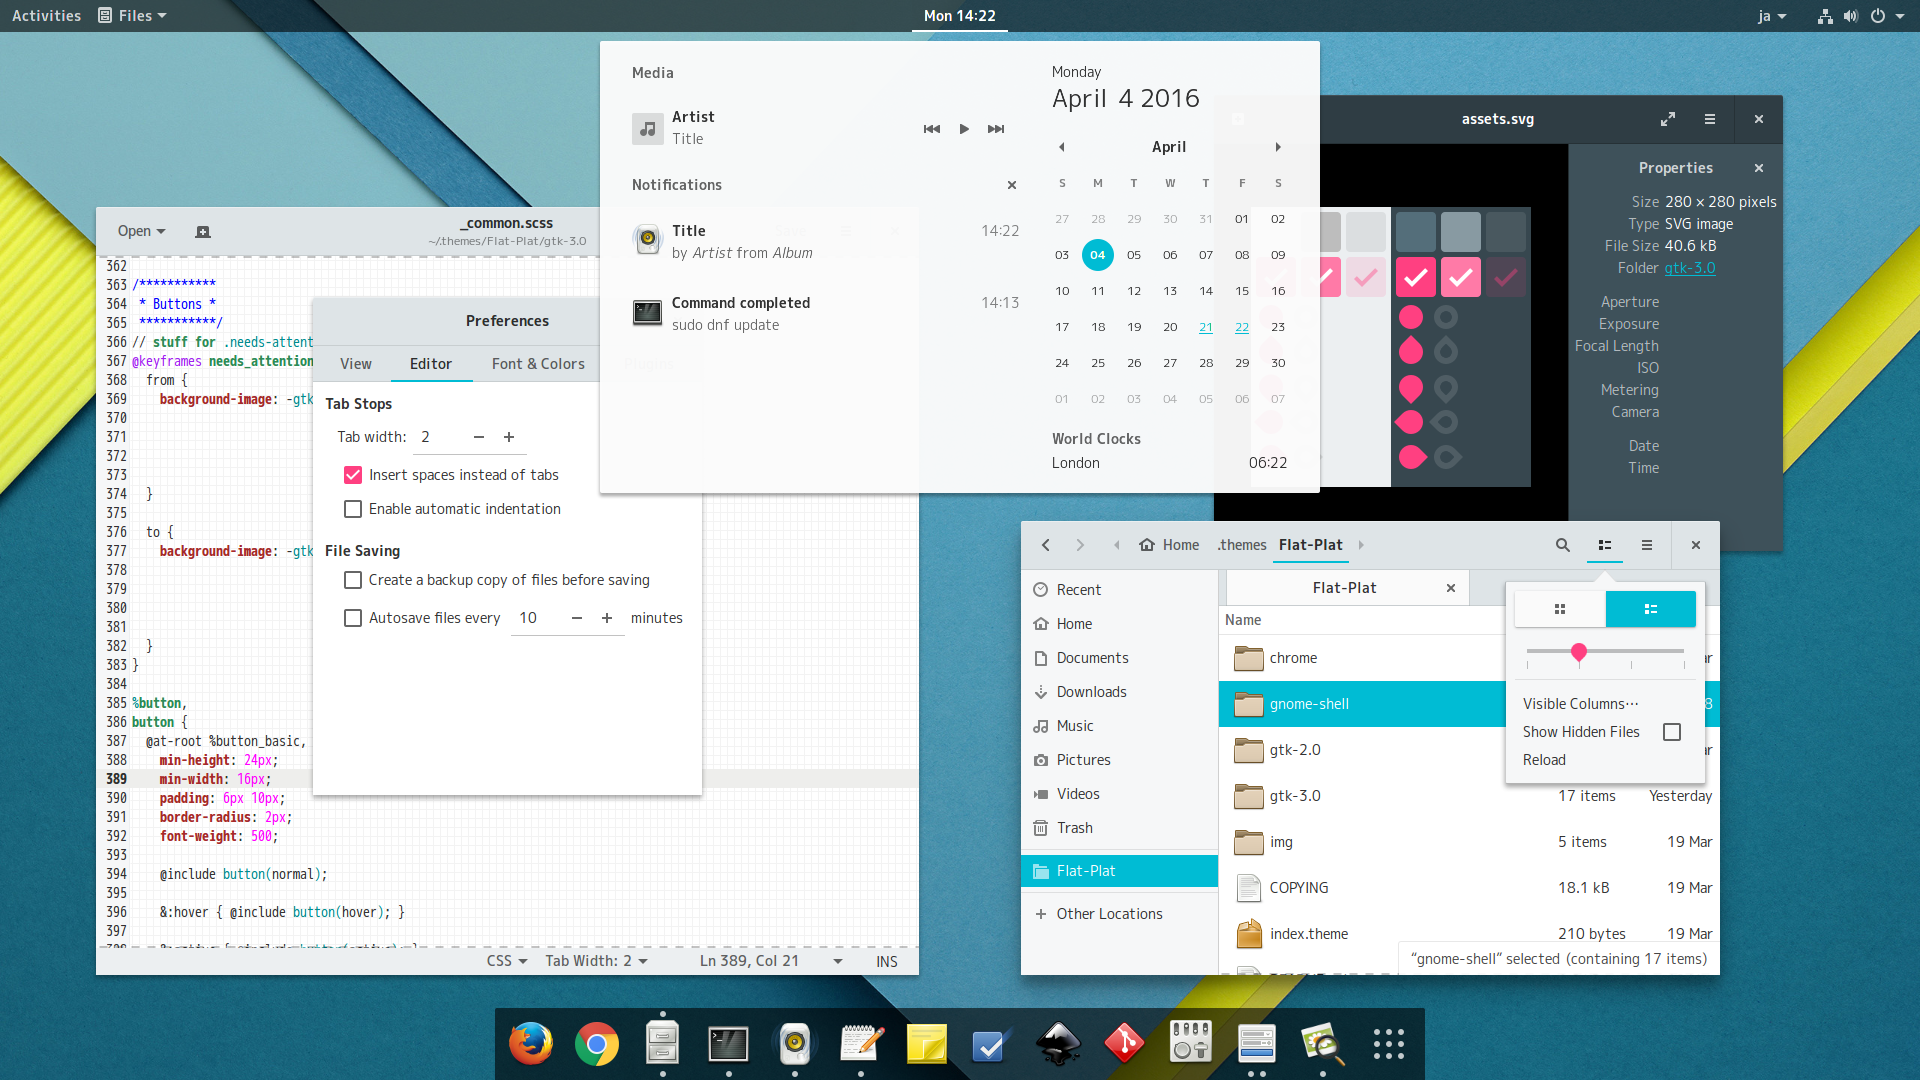 Activities
Files
Mon 14:22
ja
Media
Artist
Title
Notifications
Title
14:22
by Artist from Album
Command completed
14:13
sudo dnf update
Monday
April 4 2016
April
S M T W T F S
27 28 29 30 31 01 02
03 04 05 06 07 08 09
10 11 12 13 14 15 16
17 18 19 20 21 22 23
24 25 26 27 28 29 30
01 02 03 04 05 06 07
World Clocks
London 06:22
assets.svg
Properties
Size 280 × 280 pixels
Type SVG image
File Size 40.6 kB
Folder gtk-3.0
Aperture
Exposure
Focal Length
ISO
Metering
Camera
Date
Time
Open
_common.scss
~/.themes/Flat-Plat/gtk-3.0
362
363 /***********
364 * Buttons *
365 ***********/
366 // stuff for .needs-attent
367 @keyframes needs_attention
368 from {
369 background-image: -gtk
370
371
372
373
374 }
375
376 to {
377 background-image: -gtk
378
379
380
381
382 }
383 }
384
385 %button,
386 button {
387 @at-root %button_basic,
388 min-height: 24px;
389 min-width: 16px;
390 padding: 6px 10px;
391 border-radius: 2px;
392 font-weight: 500;
393
394 @include button(normal);
395
396 &:hover { @include button(hover); }
397
CSS
Tab Width: 2
Ln 389, Col 21
INS
Preferences
View
Editor
Font & Colors
Tab Stops
Tab width: 2
Insert spaces instead of tabs
Enable automatic indentation
File Saving
Create a backup copy of files before saving
Autosave files every 10 minutes
Home
.themes
Flat-Plat
Recent
Home
Documents
Downloads
Music
Pictures
Videos
Trash
Flat-Plat
Other Locations
Flat-Plat
Name
chrome
gnome-shell
gtk-2.0
gtk-3.0 17 items Yesterday
img 5 items 19 Mar
COPYING 18.1 kB 19 Mar
index.theme 210 bytes 19 Mar
“gnome-shell” selected (containing 17 items)
Visible Columns…
Show Hidden Files
Reload